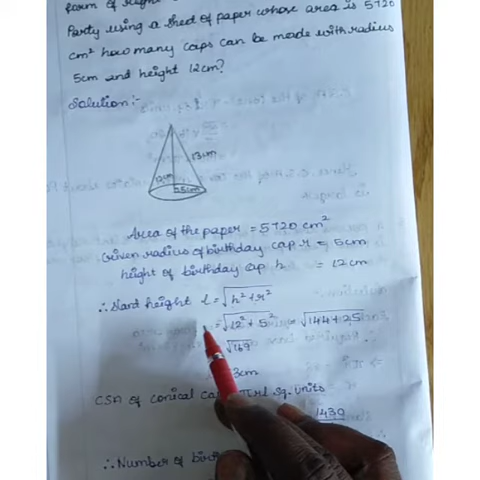 form of right
Party using a sheet of paper whose area is 5720
cm² how many caps can be made with radius
5cm and height 12cm?
Solution:-
13cm
12cm
5cm
Area of the paper = 5720 cm²
Given radius of birthday cap r = 5cm
height of birthday cap h = 12cm
∴ Slant height l = √h²+r²
= √12²+5² = √144+25
√169
3cm
CSA of conical cap πrl Sq. units
1430
∴ Number of